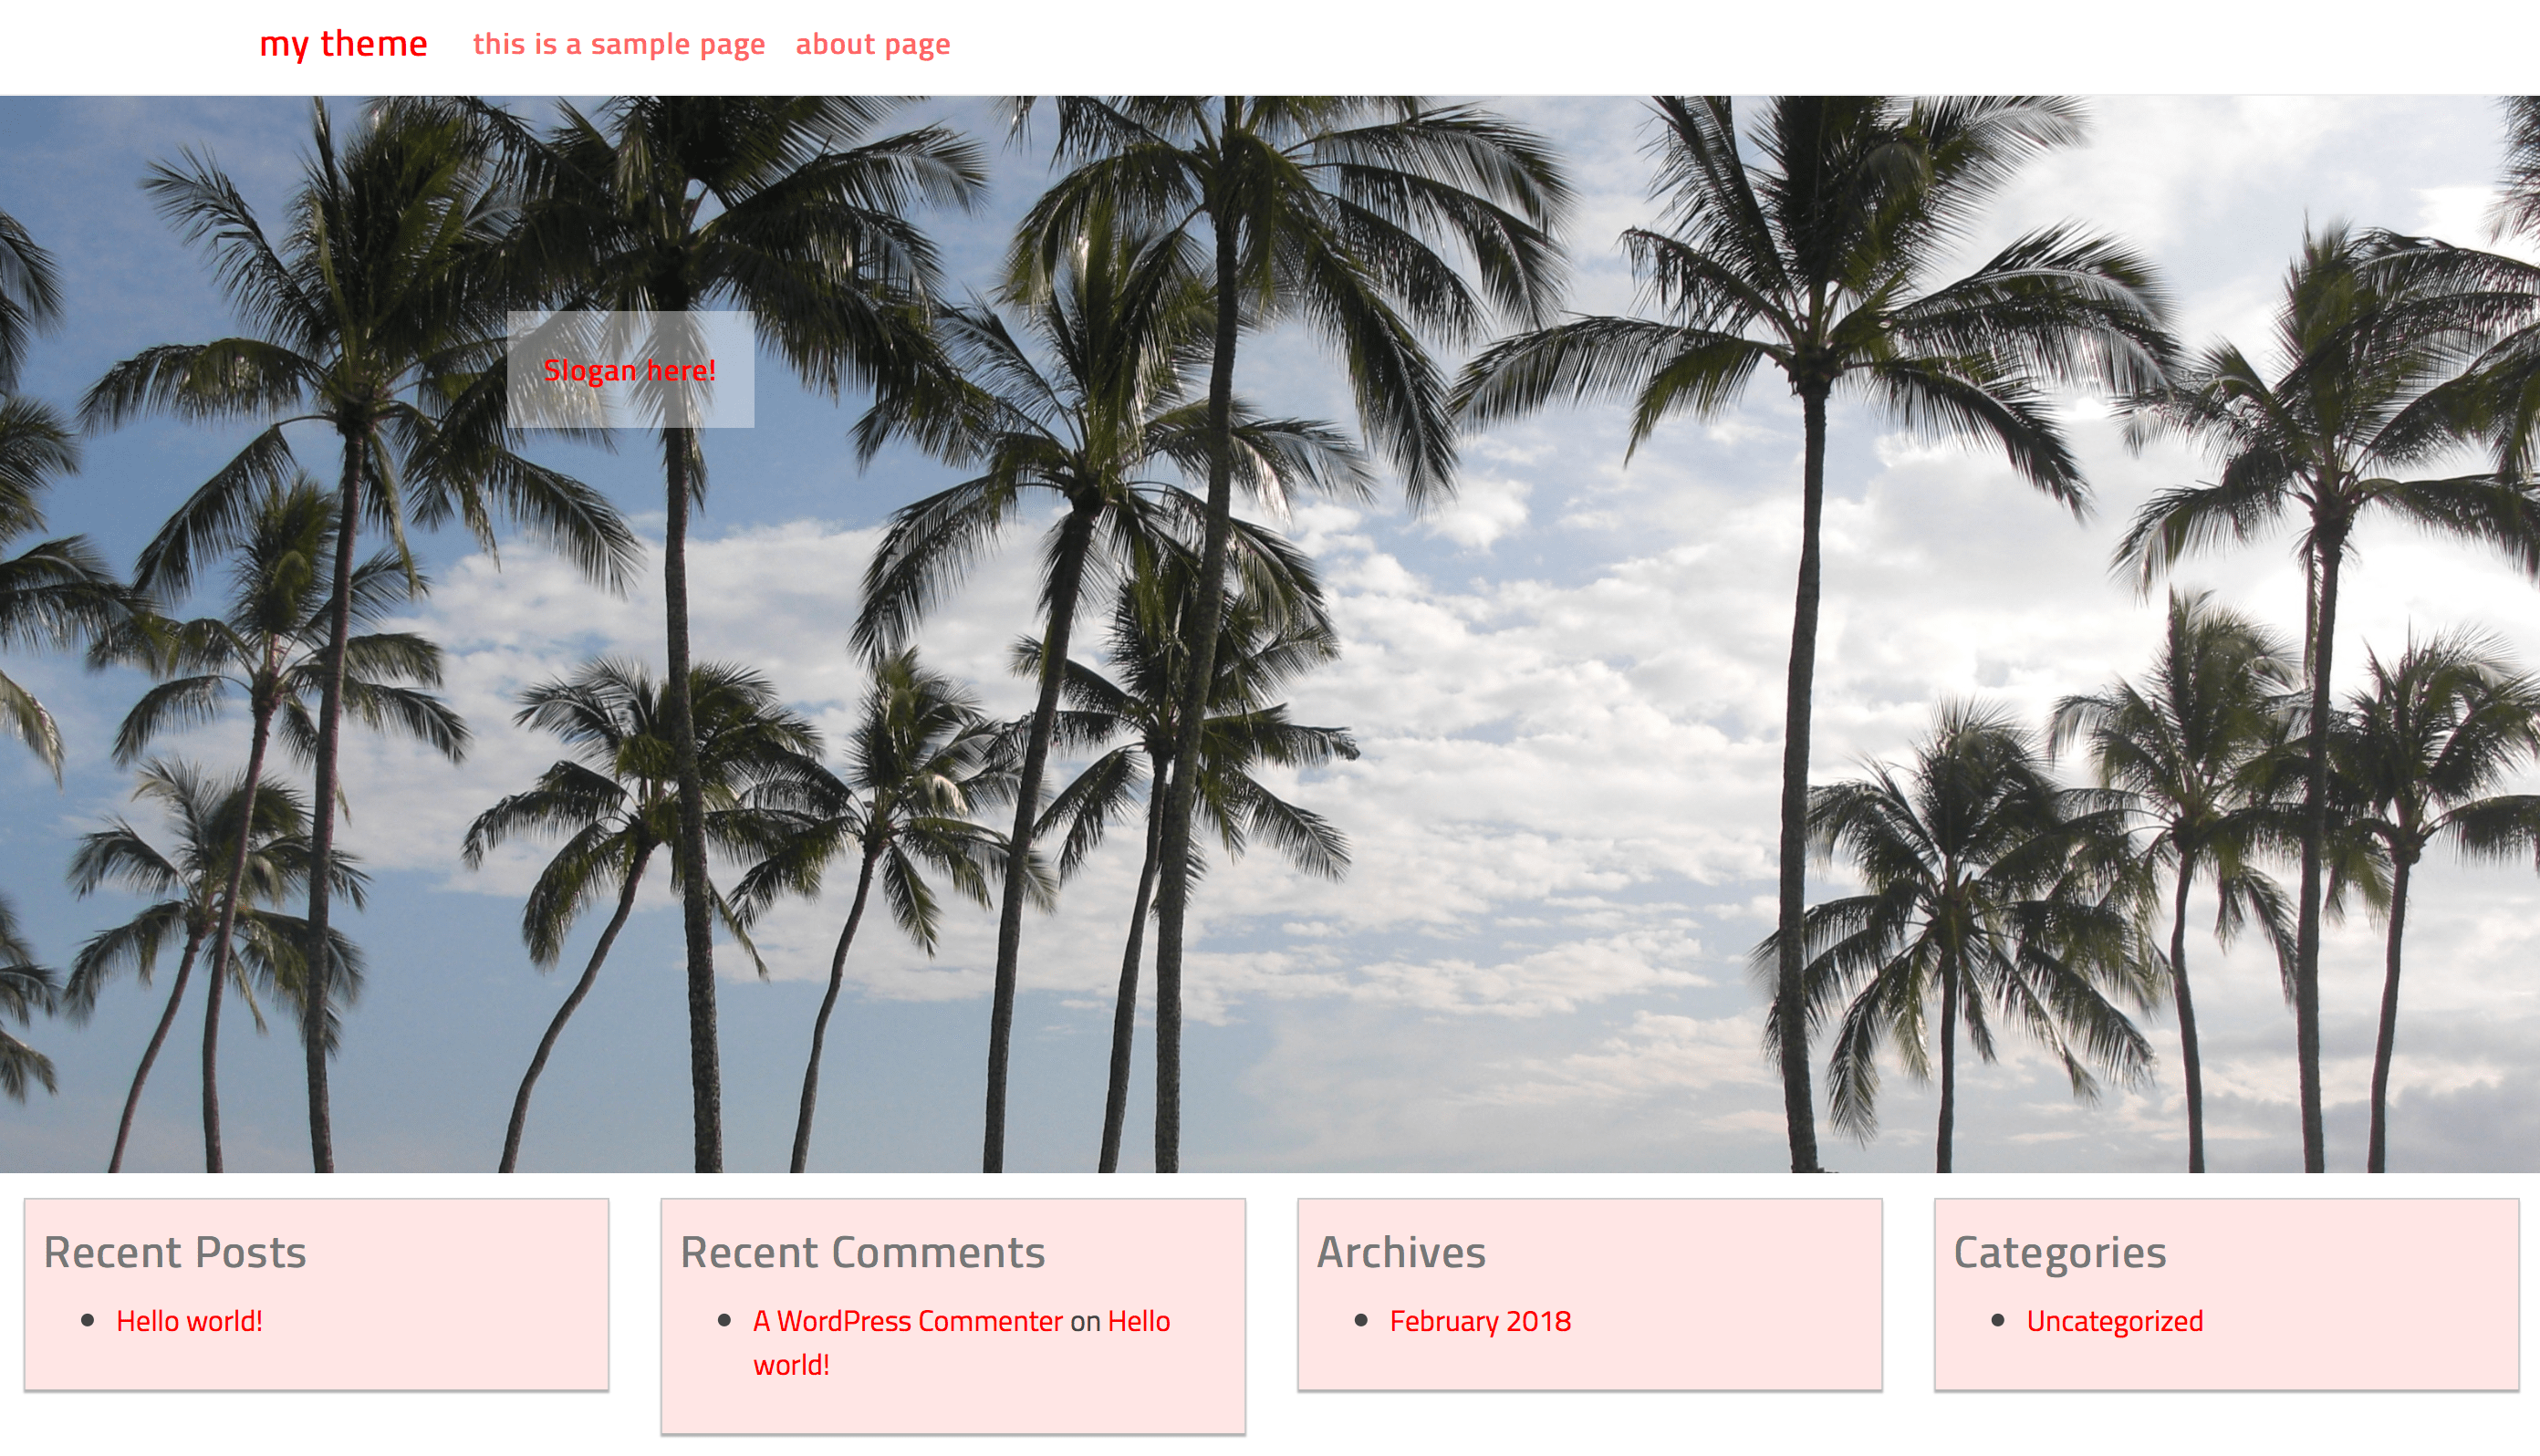 my theme this is a sample page about page
Slogan here!
Recent Posts
Hello world!
Recent Comments
A WordPress Commenter on Hello
world!
Archives
February 2018
Categories
Uncategorized